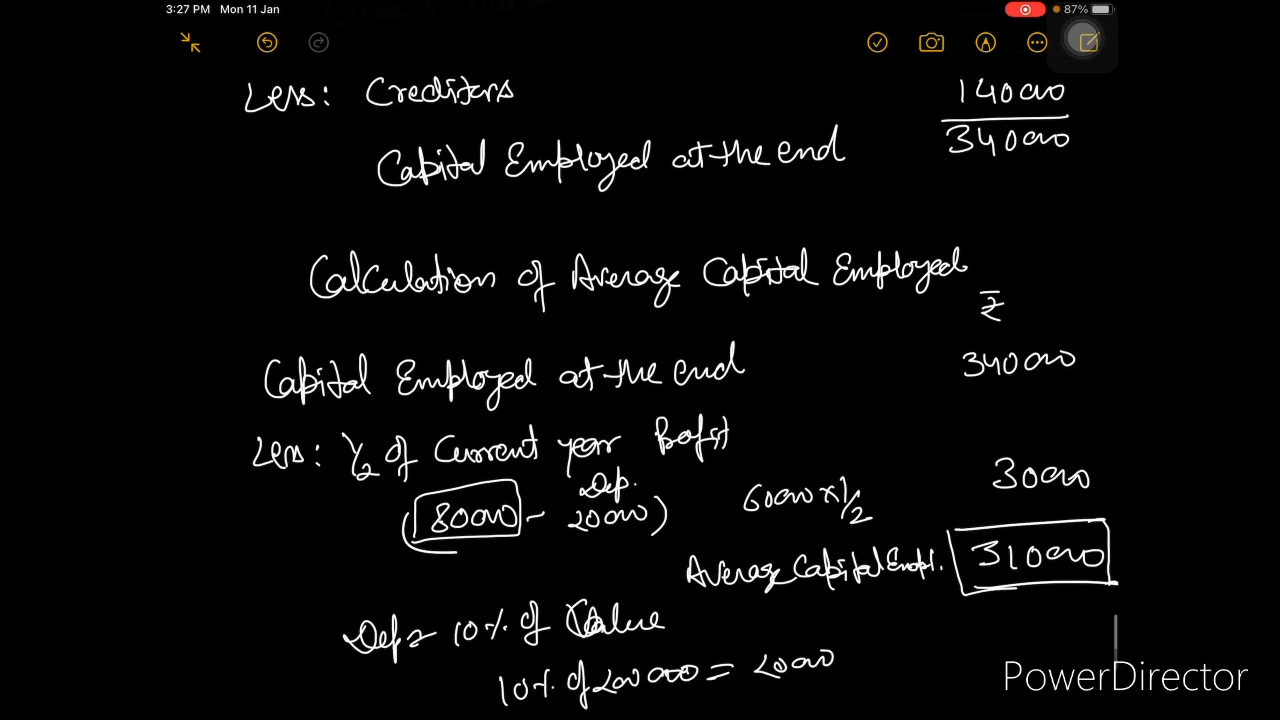 3:27 PM Mon 11 Jan 87%
Less: Creditors 140000
Capital Employed at the end 340000
Calculation of Average Capital Employed
₹
Capital Employed at the end 340000
Less: 1/2 of Current year Profit
(80000 - Dep. 20000) 60000 x 1/2 30000
Average Capital Empl. 310000
Dep = 10% of Value
10% of 200000 = 20000
PowerDirector